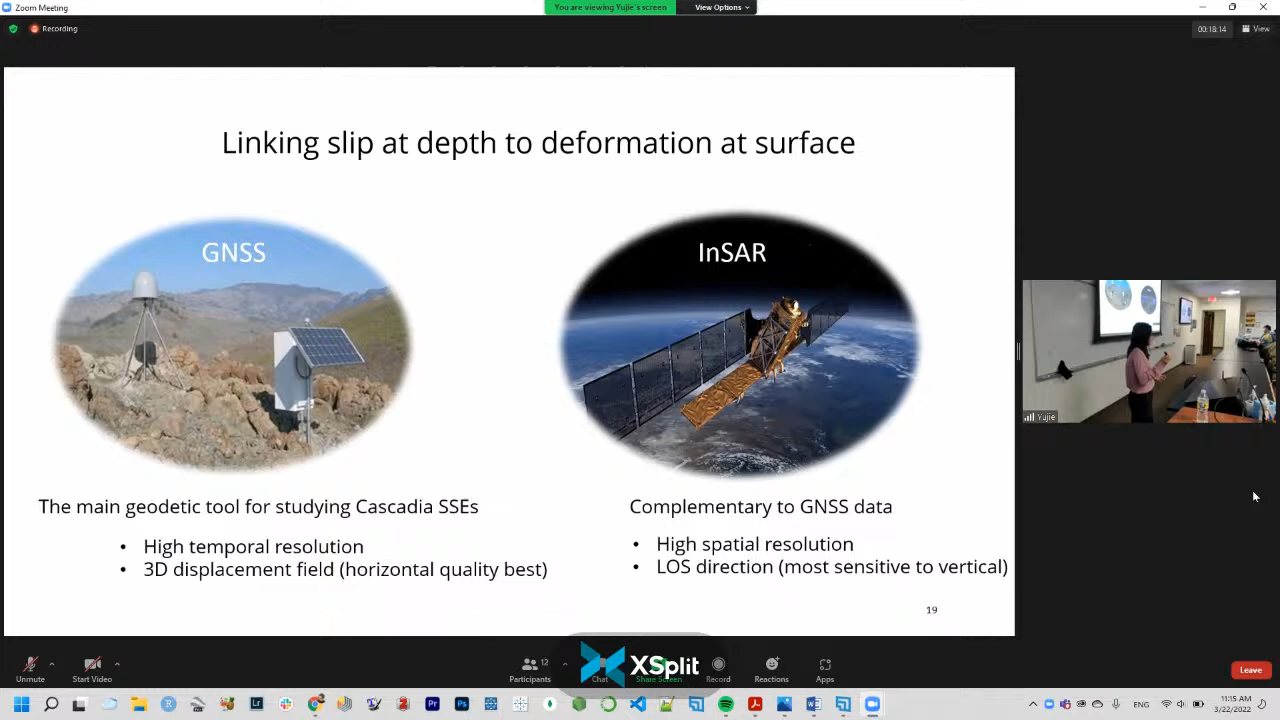 Zoom Meeting
You are viewing Yujie's screen
View Options
Recording
00:18:14
View
Linking slip at depth to deformation at surface
GNSS
InSAR
The main geodetic tool for studying Cascadia SSEs
• High temporal resolution
• 3D displacement field (horizontal quality best)
Complementary to GNSS data
• High spatial resolution
• LOS direction (most sensitive to vertical)
19
Yujie
Unmute
Start Video
12
Participants
Chat
Share Screen
Record
Reactions
Apps
Leave
XSplit
11:15 AM
3/22/2022